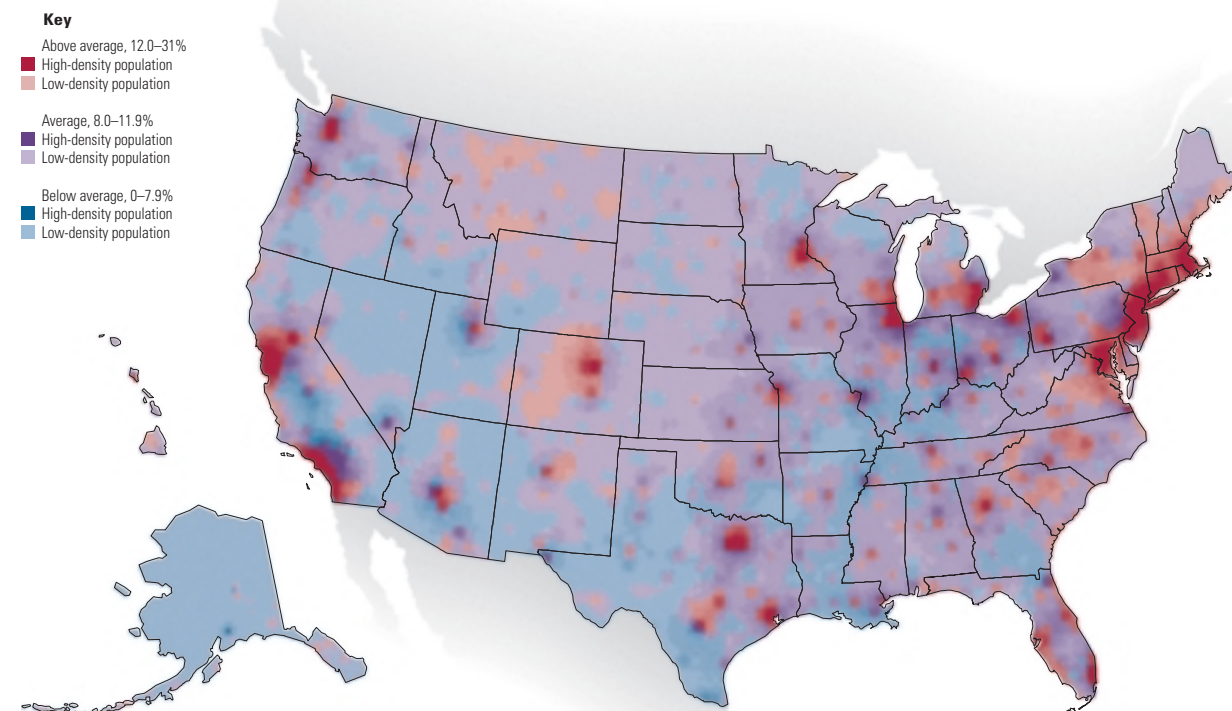 Key
Above average, 12.0–31%
High-density population
Low-density population
Average, 8.0–11.9%
High-density population
Low-density population
Below average, 0–7.9%
High-density population
Low-density population